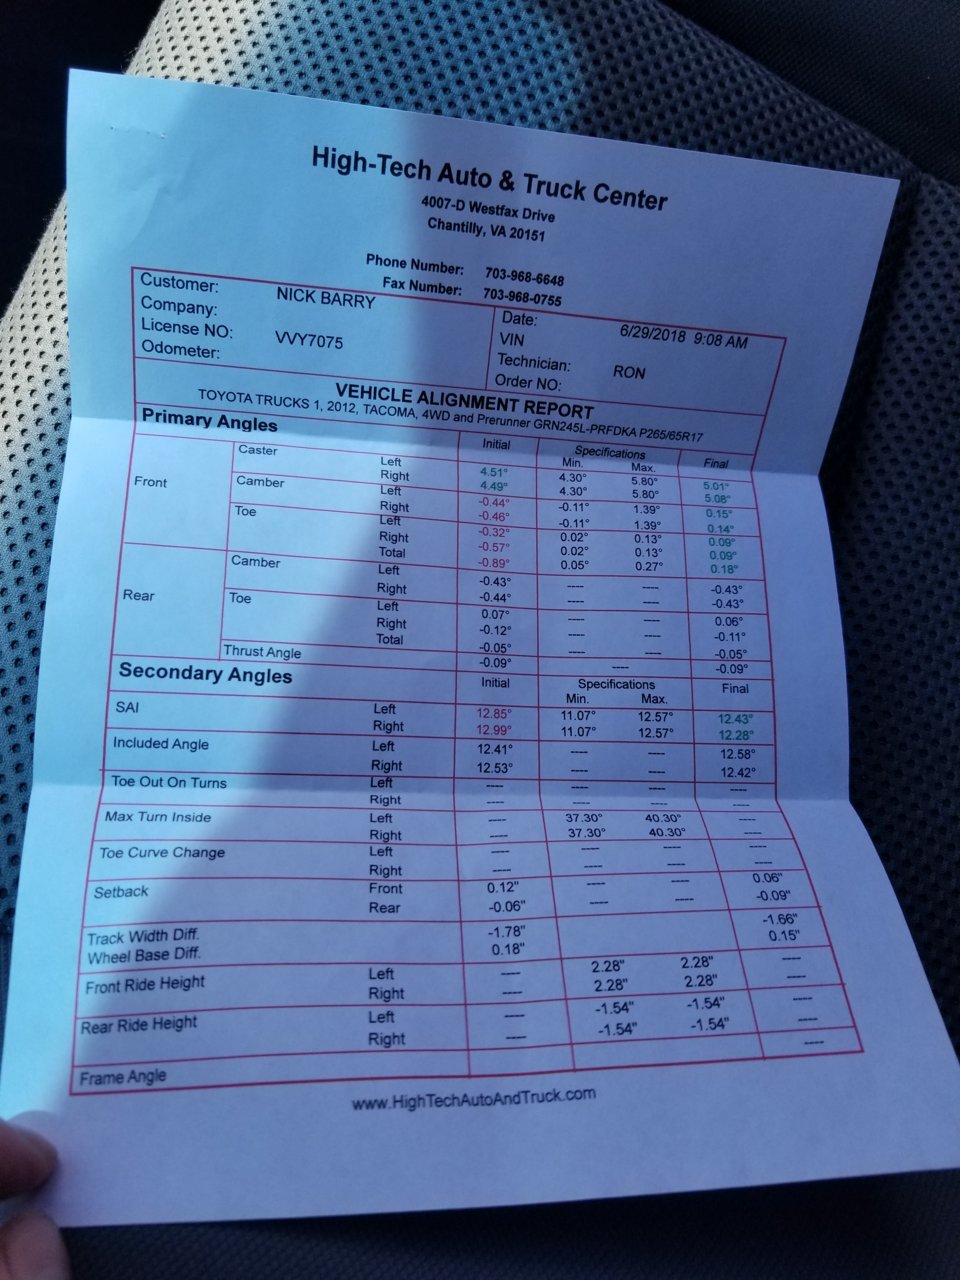 High-Tech Auto & Truck Center
4007-D Westfax Drive
Chantilly, VA 20151
Phone Number: 703-968-6648
Fax Number: 703-968-0755
Customer: NICK BARRY
Company:
License NO: VVY7075
Odometer:
Date: 6/29/2018 9:08 AM
VIN
Technician: RON
Order NO:
VEHICLE ALIGNMENT REPORT
TOYOTA TRUCKS 1, 2012, TACOMA, 4WD and Prerunner GRN245L-PRFDKA P265/65R17
Primary Angles Initial Specifications Final
Min. Max.
Front Caster Left 4.51° 4.30° 5.80° 5.01°
Right 4.49° 4.30° 5.80° 5.08°
Camber Left -0.44° -0.11° 1.39° 0.15°
Right -0.46° -0.11° 1.39° 0.14°
Toe Left -0.32° 0.02° 0.13° 0.09°
Right -0.57° 0.02° 0.13° 0.09°
Total -0.89° 0.05° 0.27° 0.18°
Rear Camber Left -0.43° ---- ---- -0.43°
Right -0.44° ---- ---- -0.43°
Toe Left 0.07° ---- ---- 0.06°
Right -0.12° ---- ---- -0.11°
Total -0.05° ---- ---- -0.05°
Thrust Angle -0.09° ---- -0.09°
Secondary Angles Initial Specifications Final
Min. Max.
SAI Left 12.85° 11.07° 12.57° 12.43°
Right 12.99° 11.07° 12.57° 12.28°
Included Angle Left 12.41° ---- ---- 12.58°
Right 12.53° ---- ---- 12.42°
Toe Out On Turns Left ---- ---- ---- ----
Right ---- ---- ---- ----
Max Turn Inside Left ---- 37.30° 40.30° ----
Right ---- 37.30° 40.30° ----
Toe Curve Change Left ---- ---- ---- ----
Right ---- ---- ---- ----
Setback Front 0.12" ---- ---- 0.06"
Rear -0.06" ---- ---- -0.09"
Track Width Diff. -1.78" -1.66"
Wheel Base Diff. 0.18" 0.15"
Front Ride Height Left ---- 2.28" 2.28" ----
Right ---- 2.28" 2.28" ----
Rear Ride Height Left ---- -1.54" -1.54" ----
Right ---- -1.54" -1.54" ----
Frame Angle ----
www.HighTechAutoAndTruck.com